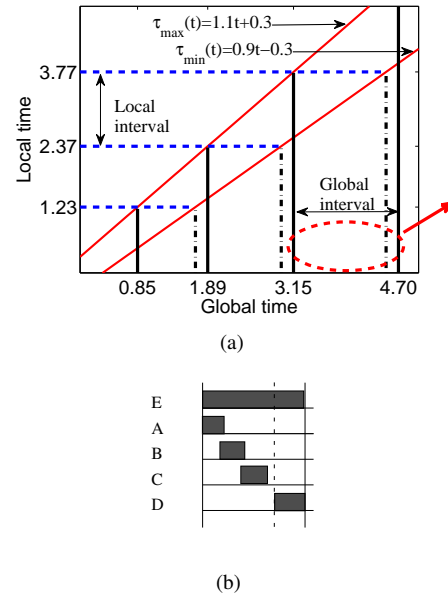 τmax(t)=1.1t+0.3
τmin(t)=0.9t−0.3
3.77
Local
interval
2.37
Global
interval
1.23
Local time
0.85 1.89 3.15 4.70
Global time
(a)
E
A
B
C
D
(b)